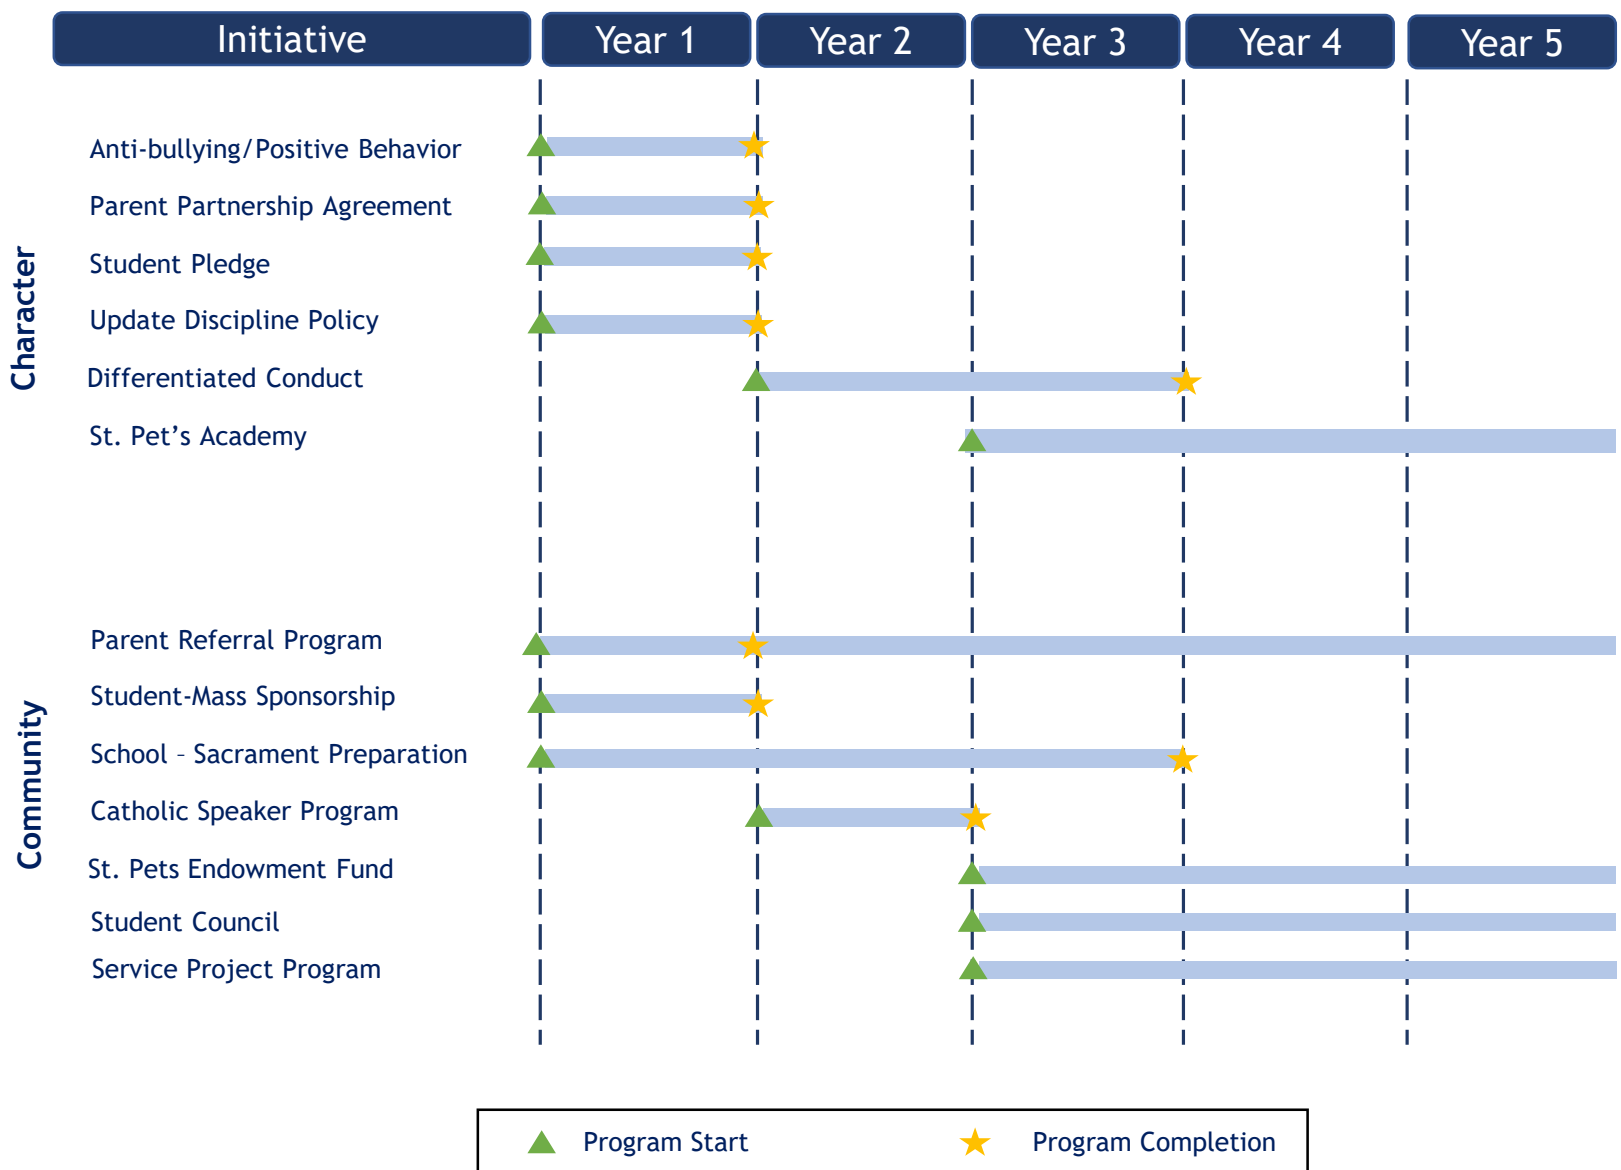 Initiative
Year 1
Year 2
Year 3
Year 4
Year 5
Character
Anti-bullying/Positive Behavior
Parent Partnership Agreement
Student Pledge
Update Discipline Policy
Differentiated Conduct
St. Pet’s Academy
Community
Parent Referral Program
Student-Mass Sponsorship
School – Sacrament Preparation
Catholic Speaker Program
St. Pets Endowment Fund
Student Council
Service Project Program
Program Start
Program Completion